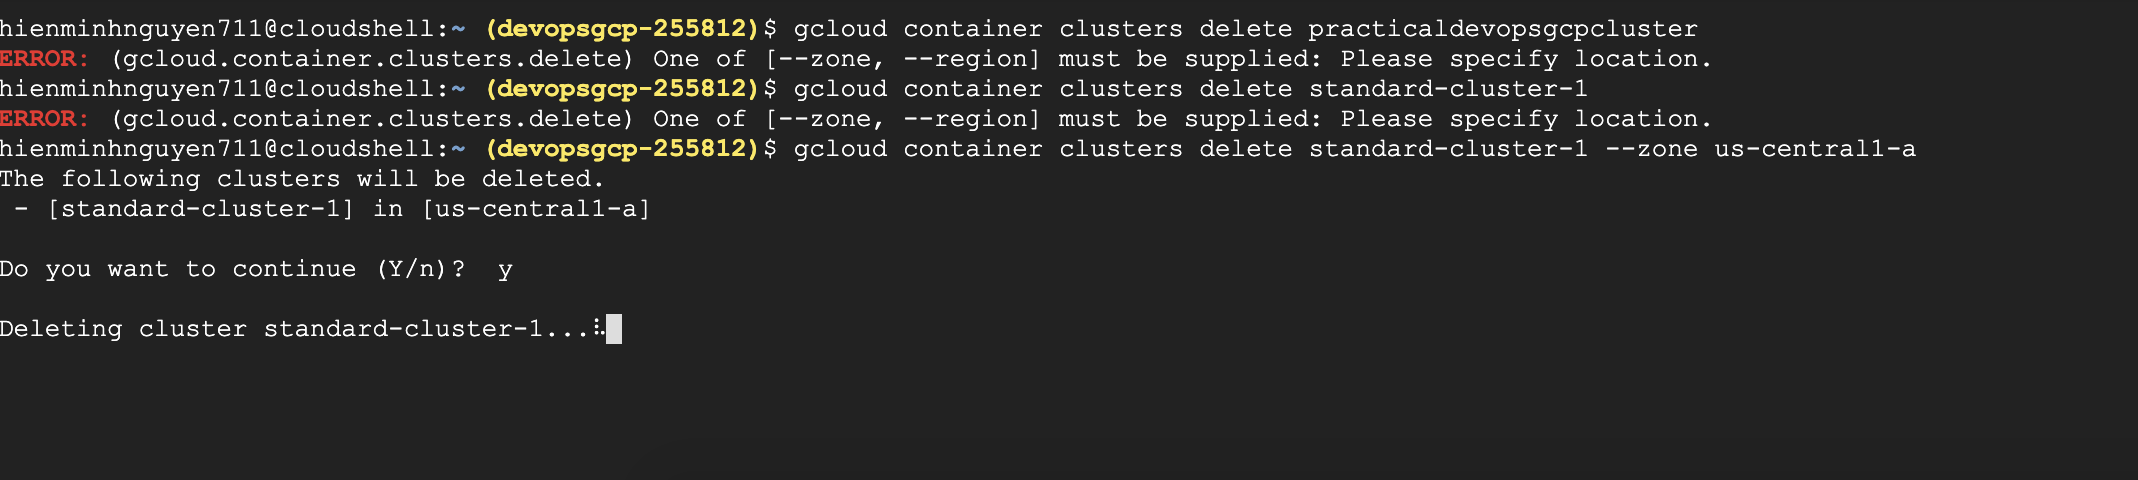 hienminhnguyen711@cloudshell:~ (devopsgcp-255812)$ gcloud container clusters delete practicaldevopsgcpcluster
ERROR: (gcloud.container.clusters.delete) One of [--zone, --region] must be supplied: Please specify location.
hienminhnguyen711@cloudshell:~ (devopsgcp-255812)$ gcloud container clusters delete standard-cluster-1
ERROR: (gcloud.container.clusters.delete) One of [--zone, --region] must be supplied: Please specify location.
hienminhnguyen711@cloudshell:~ (devopsgcp-255812)$ gcloud container clusters delete standard-cluster-1 --zone us-central1-a
The following clusters will be deleted.
 - [standard-cluster-1] in [us-central1-a]
Do you want to continue (Y/n)?  y
Deleting cluster standard-cluster-1...⠧